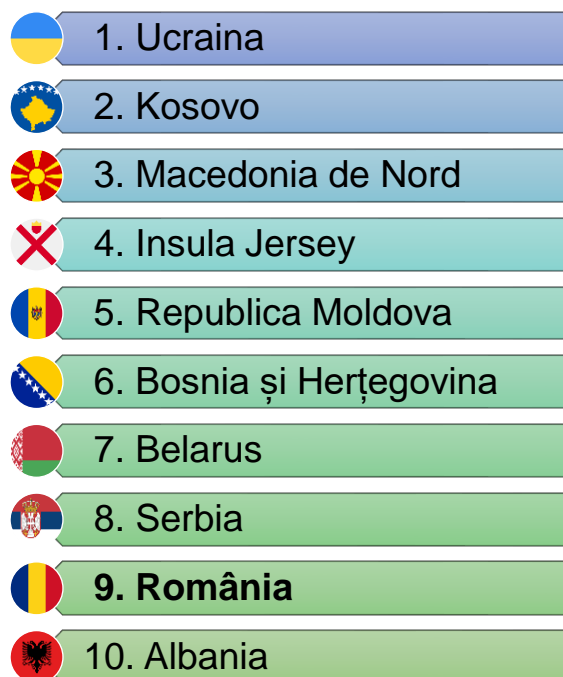 1. Ucraina
2. Kosovo
3. Macedonia de Nord
4. Insula Jersey
5. Republica Moldova
6. Bosnia și Herțegovina
7. Belarus
8. Serbia
9. România
10. Albania